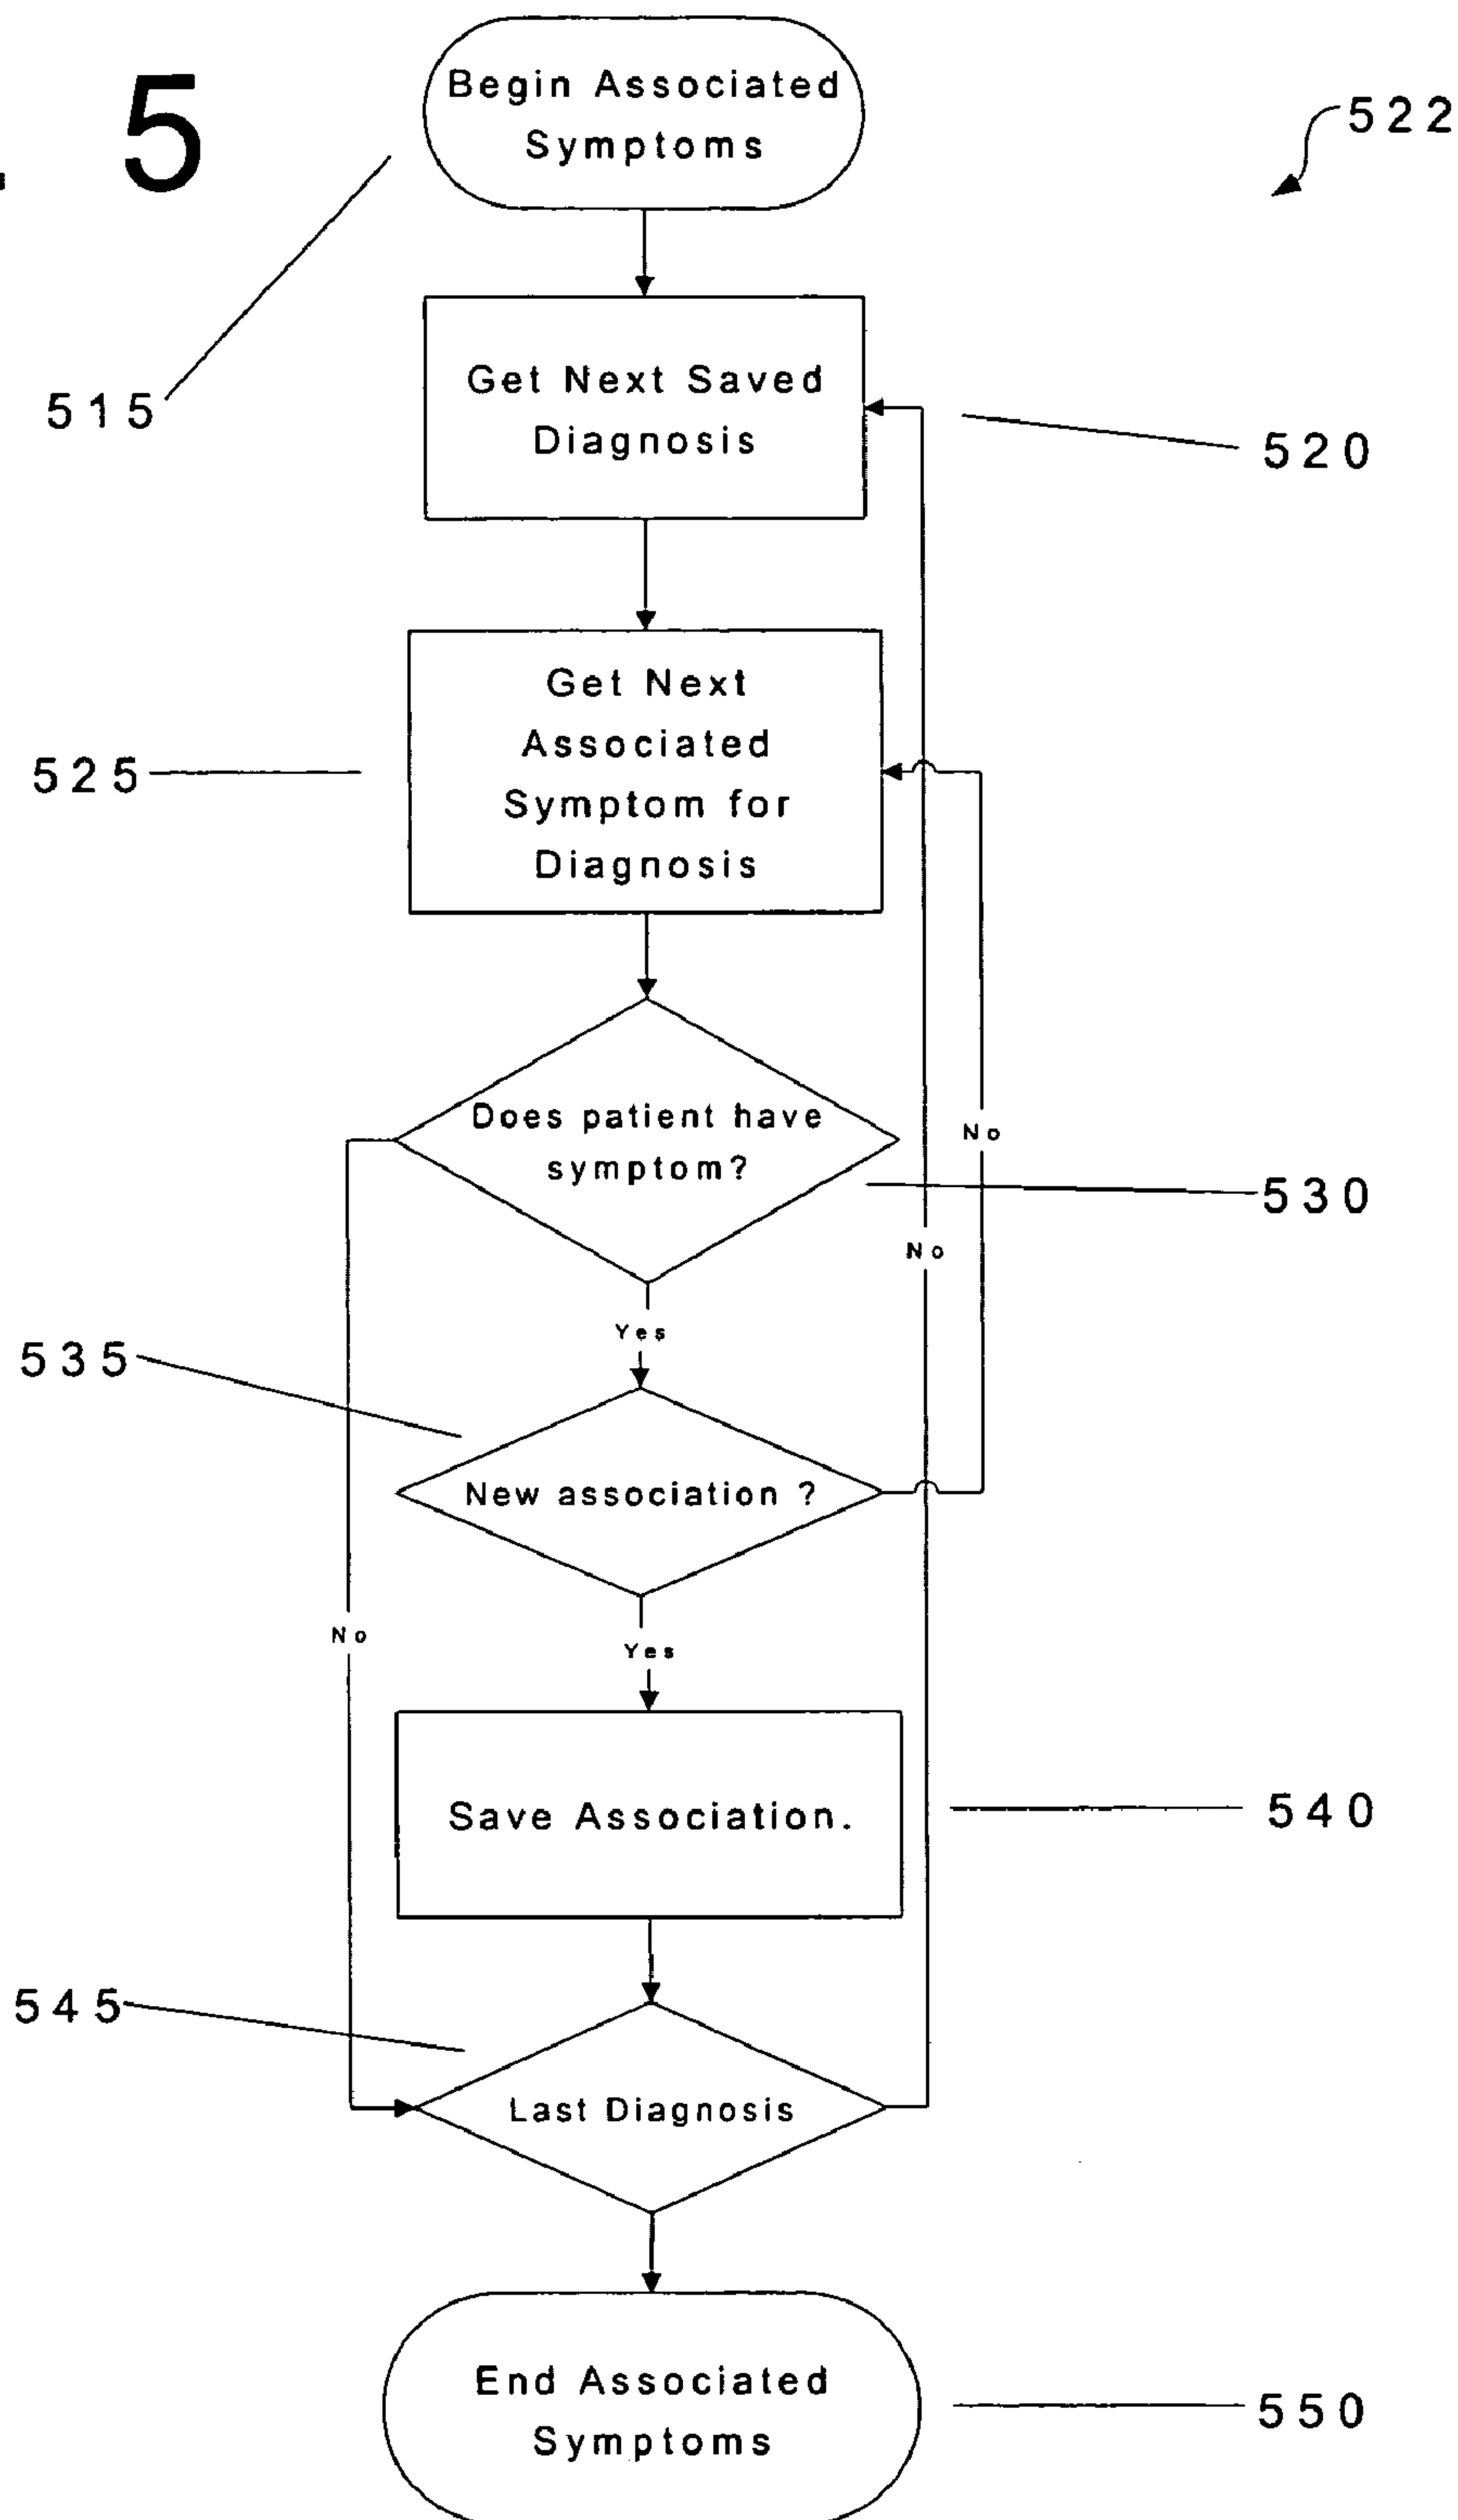 5
Begin Associated
Symptoms
522
515
Get Next Saved
Diagnosis
520
Get Next
Associated
Symptom for
Diagnosis
525
Does patient have
symptom?
No
530
No
Yes
535
New association ?
No
Yes
Save Association.
540
545
Last Diagnosis
End Associated
Symptoms
550